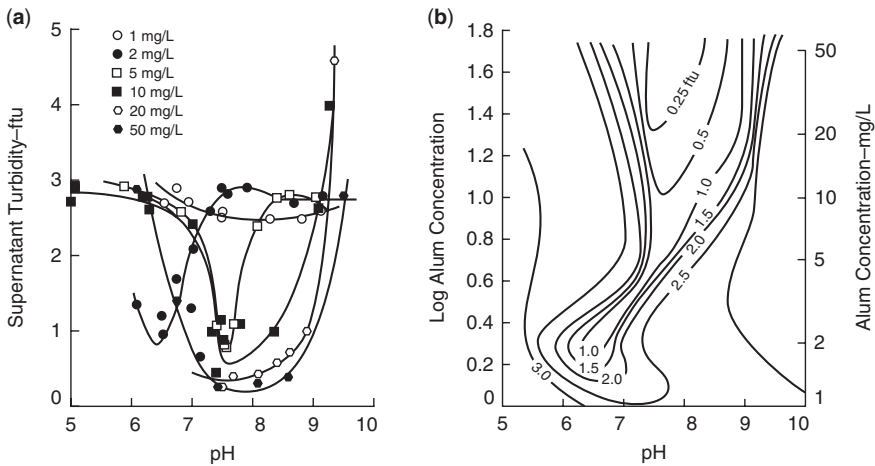 (a)
5
4
3
2
1
0
Supernatant Turbidity–ftu
1 mg/L
2 mg/L
5 mg/L
10 mg/L
20 mg/L
50 mg/L
5 6 7 8 9 10
pH
(b)
1.8
1.6
1.4
1.2
1.0
0.8
0.6
0.4
0.2
0
Log Alum Concentration
0.25 ftu
0.5
1.0
1.5
2.0
2.5
1.0
1.5
2.0
3.0
50
20
10
5
2
1
Alum Concentration–mg/L
5 6 7 8 9 10
pH